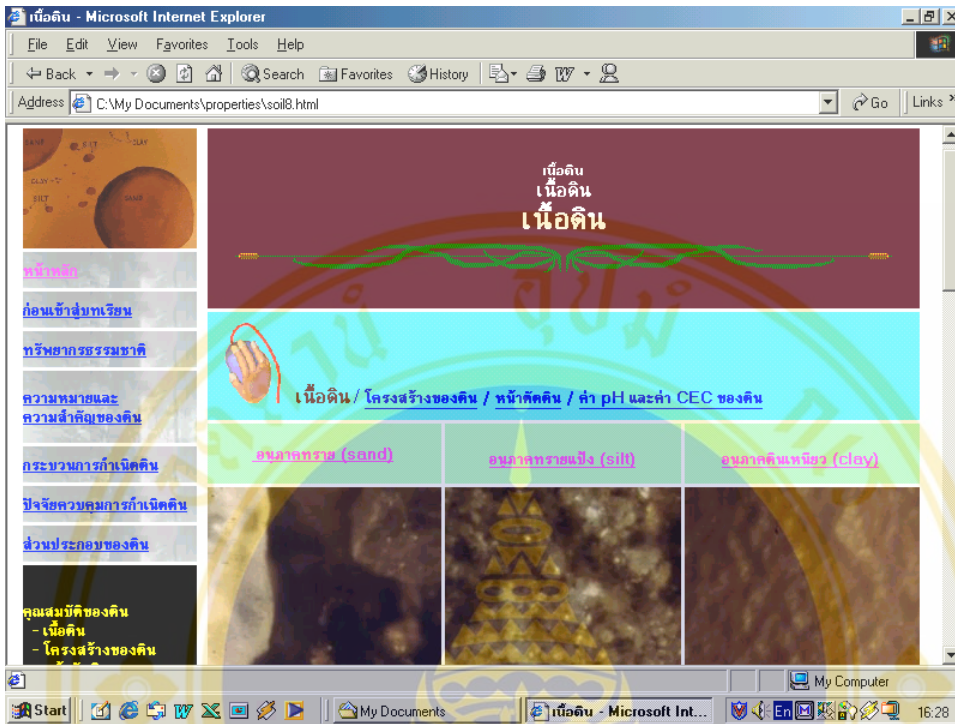 เนื้อดิน - Microsoft Internet Explorer
File Edit View Favorites Tools Help
Back Search Favorites History
Address C:\My Documents\properties\soil8.html Go Links
SAND SILT CLAY
CLAY
SILT SAND
เนื้อดิน
เนื้อดิน
เนื้อดิน
หน้าหลัก
ก่อนเข้าสู่บทเรียน
ทรัพยากรธรรมชาติ
ความหมายและ
ความสำคัญของดิน
กระบวนการกำเนิดดิน
ปัจจัยควบคุมการกำเนิดดิน
ส่วนประกอบของดิน
คุณสมบัติของดิน
- เนื้อดิน
- โครงสร้างของดิน
เนื้อดิน / โครงสร้างของดิน / หน้าตัดดิน / ค่า pH และค่า CEC ของดิน
อนุภาคทราย (sand) อนุภาคทรายแป้ง (silt) อนุภาคดินเหนียว (clay)
My Computer
Start My Documents เนื้อดิน - Microsoft Int... En 16:28